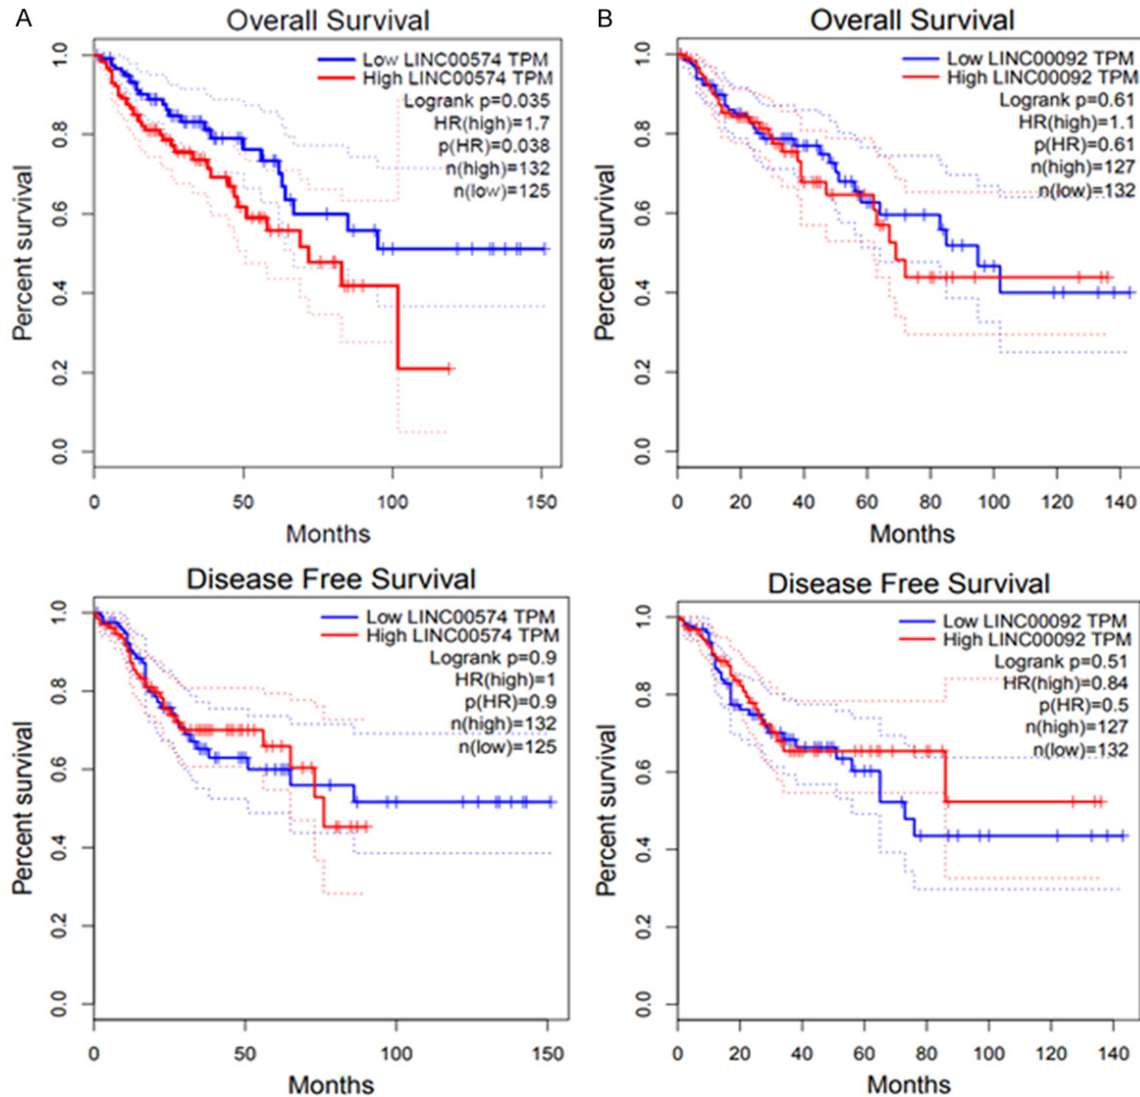 A
Overall Survival
Low LINC00574 TPM
High LINC00574 TPM
Logrank p=0.035
HR(high)=1.7
p(HR)=0.038
n(high)=132
n(low)=125
Percent survival
1.0
0.8
0.6
0.4
0.2
0.0
0 50 100 150
Months
B
Overall Survival
Low LINC00092 TPM
High LINC00092 TPM
Logrank p=0.61
HR(high)=1.1
p(HR)=0.61
n(high)=127
n(low)=132
Percent survival
1.0
0.8
0.6
0.4
0.2
0.0
0 20 40 60 80 100 120 140
Months
Disease Free Survival
Low LINC00574 TPM
High LINC00574 TPM
Logrank p=0.9
HR(high)=1
p(HR)=0.9
n(high)=132
n(low)=125
Percent survival
1.0
0.8
0.6
0.4
0.2
0.0
0 50 100 150
Months
Disease Free Survival
Low LINC00092 TPM
High LINC00092 TPM
Logrank p=0.51
HR(high)=0.84
p(HR)=0.5
n(high)=127
n(low)=132
Percent survival
1.0
0.8
0.6
0.4
0.2
0.0
0 20 40 60 80 100 120 140
Months